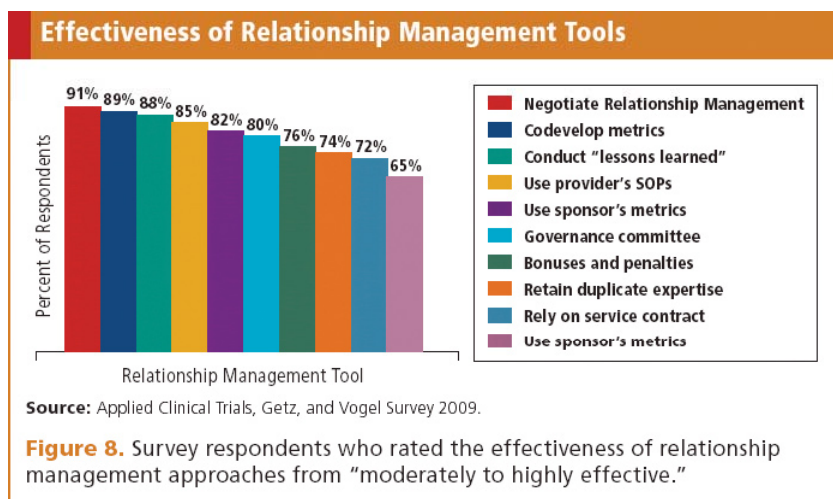 Effectiveness of Relationship Management Tools
91%
89%
88%
85%
82%
80%
76%
74%
72%
65%
Percent of Respondents
Relationship Management Tool
Negotiate Relationship Management
Codevelop metrics
Conduct “lessons learned”
Use provider’s SOPs
Use sponsor’s metrics
Governance committee
Bonuses and penalties
Retain duplicate expertise
Rely on service contract
Use sponsor’s metrics
Source: Applied Clinical Trials, Getz, and Vogel Survey 2009.
Figure 8. Survey respondents who rated the effectiveness of relationship
management approaches from “moderately to highly effective.”